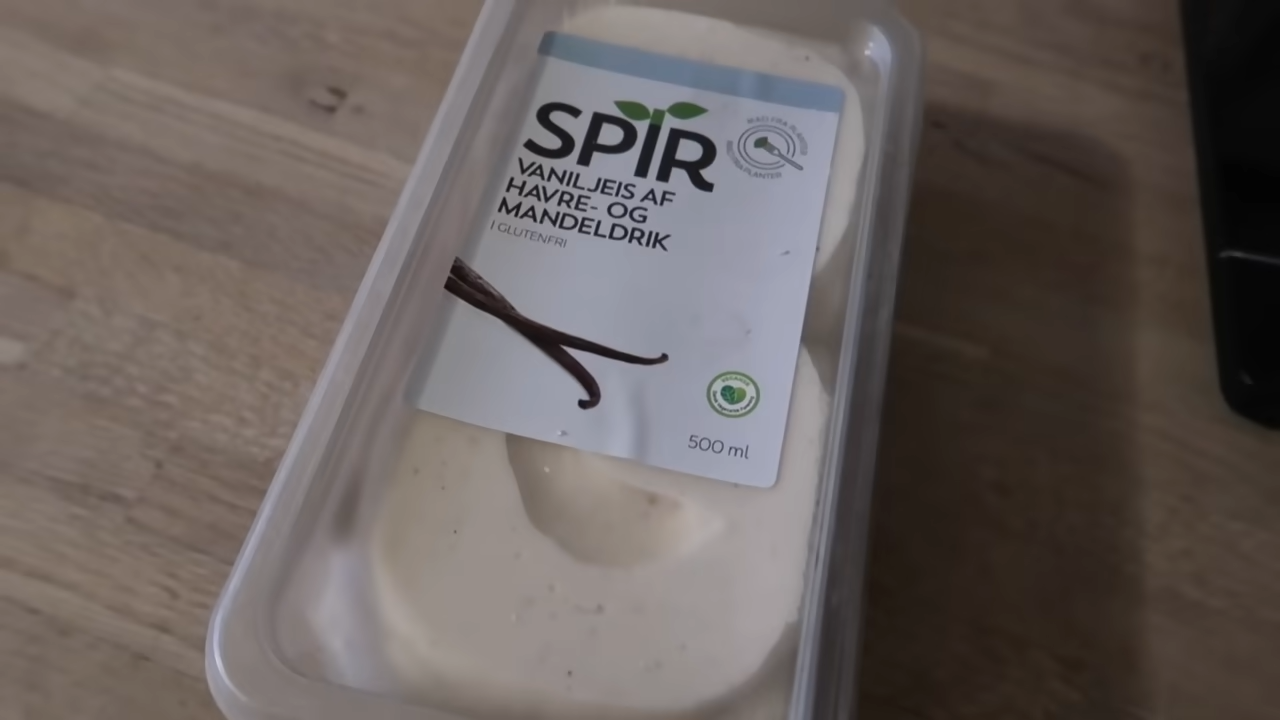 SPIR
VANILJEIS AF
HAVRE- OG
MANDELDRIK
I GLUTENFRI
500 ml